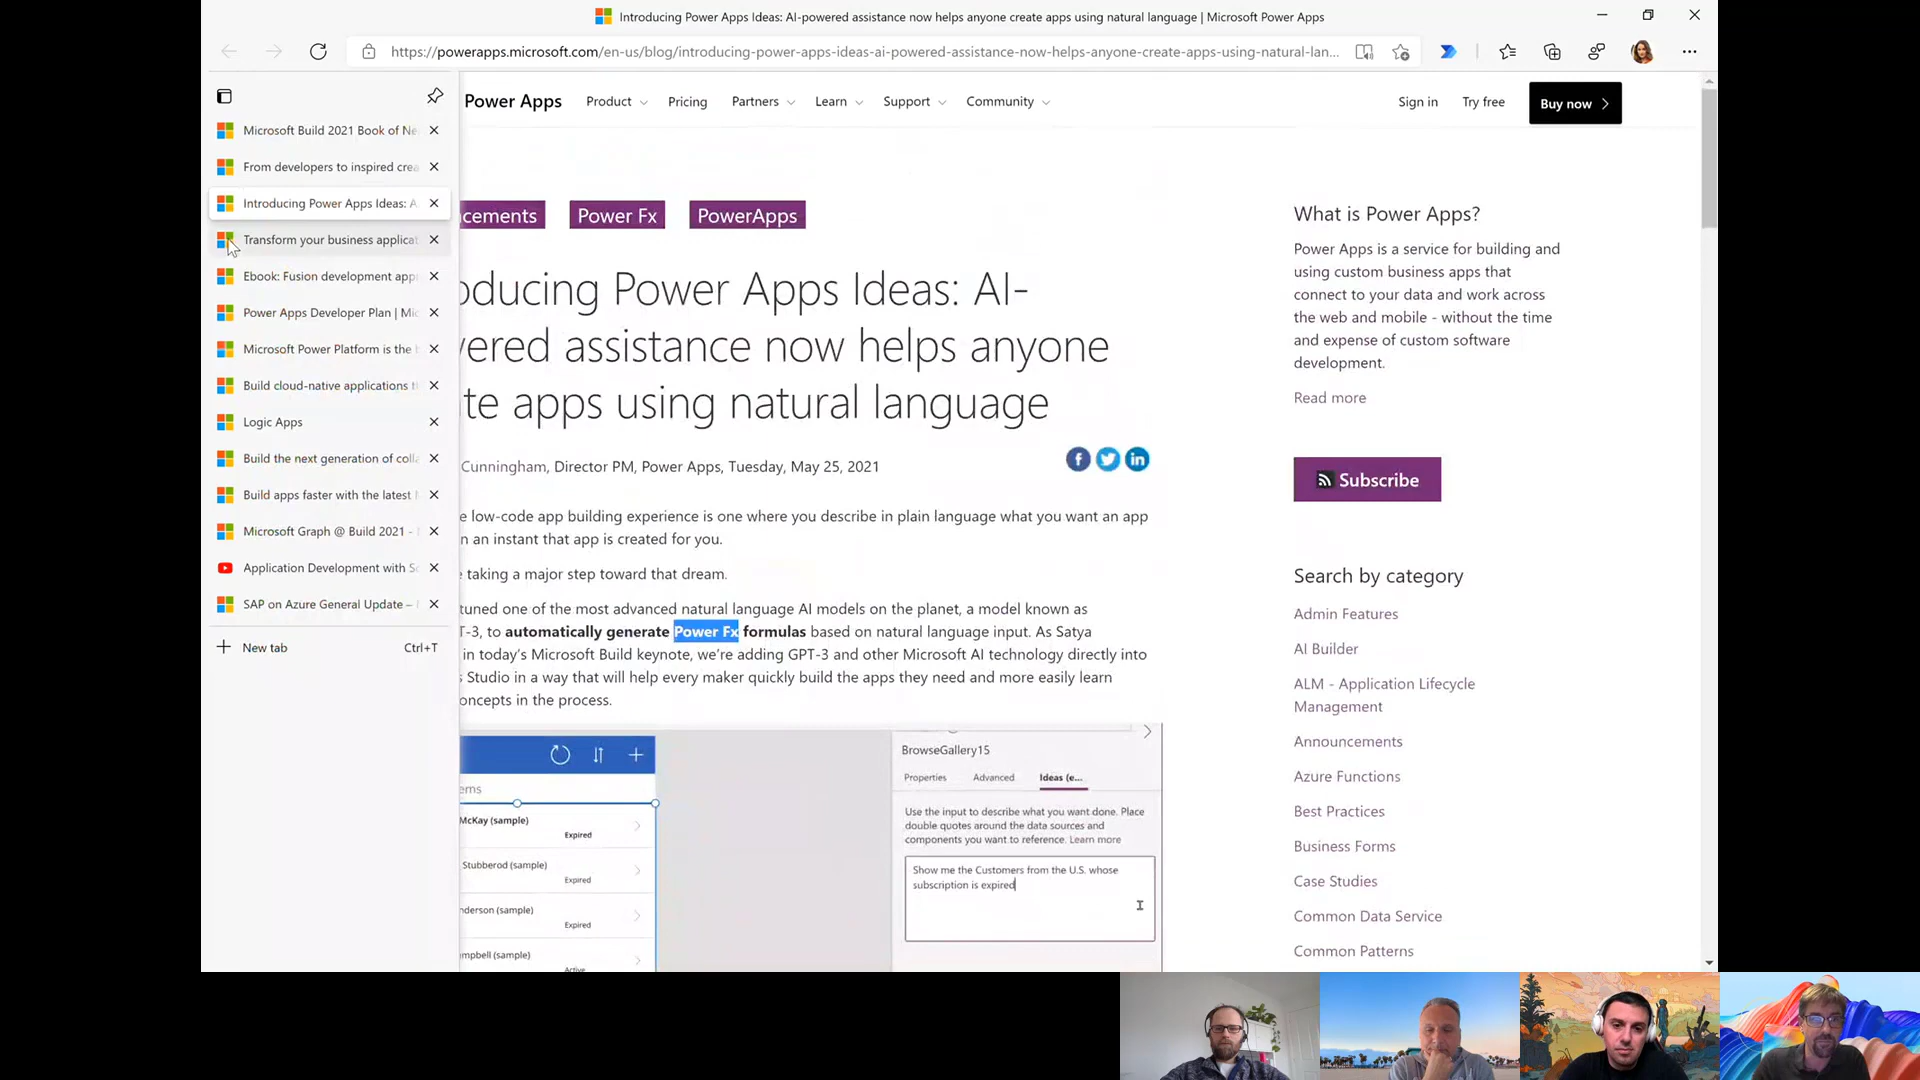 Introducing Power Apps Ideas: AI-powered assistance now helps anyone create apps using natural language | Microsoft Power Apps
https://powerapps.microsoft.com/en-us/blog/introducing-power-apps-ideas-ai-powered-assistance-now-helps-anyone-create-apps-using-natural-lan...
Microsoft Build 2021 Book of Ne
From developers to inspired crea
Introducing Power Apps Ideas: A
Transform your business applicat
Ebook: Fusion development app
Power Apps Developer Plan | Mic
Microsoft Power Platform is the b
Build cloud-native applications t
Logic Apps
Build the next generation of colla
Build apps faster with the latest
Microsoft Graph @ Build 2021 -
Application Development with Sc
SAP on Azure General Update –
New tab Ctrl+T
Power Apps Product Pricing Partners Learn Support Community Sign in Try free Buy now
cements Power Fx PowerApps
oducing Power Apps Ideas: AI-
wered assistance now helps anyone
te apps using natural language
Cunningham, Director PM, Power Apps, Tuesday, May 25, 2021
e low-code app building experience is one where you describe in plain language what you want an app
n an instant that app is created for you.
e taking a major step toward that dream.
tuned one of the most advanced natural language AI models on the planet, a model known as
T-3, to automatically generate Power Fx formulas based on natural language input. As Satya
in today's Microsoft Build keynote, we're adding GPT-3 and other Microsoft AI technology directly into
s Studio in a way that will help every maker quickly build the apps they need and more easily learn
oncepts in the process.
erns
McKay (sample)
Expired
Stubberod (sample)
Expired
nderson (sample)
Expired
mpbell (sample)
Active
BrowseGallery15
Properties Advanced Ideas (e...
Use the input to describe what you want done. Place
double quotes around the data sources and
components you want to reference. Learn more
Show me the Customers from the U.S. whose
subscription is expired
What is Power Apps?
Power Apps is a service for building and
using custom business apps that
connect to your data and work across
the web and mobile - without the time
and expense of custom software
development.
Read more
Subscribe
Search by category
Admin Features
AI Builder
ALM - Application Lifecycle
Management
Announcements
Azure Functions
Best Practices
Business Forms
Case Studies
Common Data Service
Common Patterns